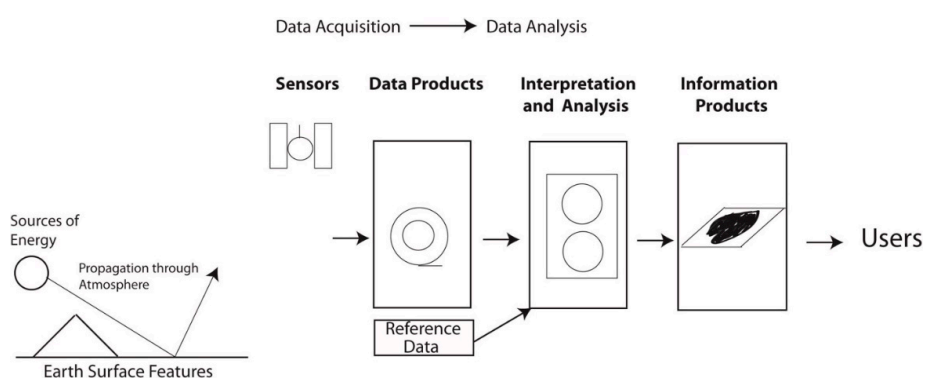 Data Acquisition Data Analysis
Sensors
Data Products
Interpretation
and Analysis
Information
Products
Sources of
Energy
Propagation through
Atmosphere
Users
Reference
Data
Earth Surface Features